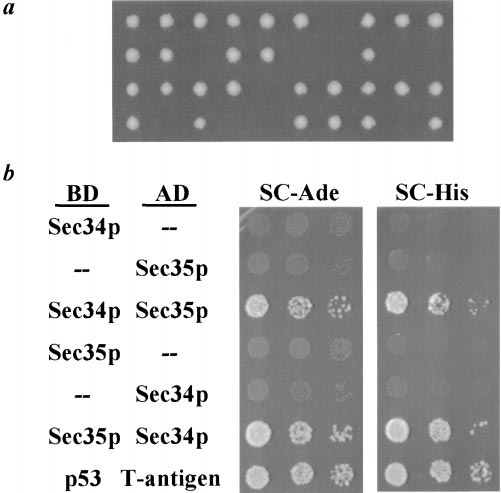 a
b
BD AD SC-Ade SC-His
Sec34p --
-- Sec35p
Sec34p Sec35p
Sec35p --
-- Sec34p
Sec35p Sec34p
p53 T-antigen